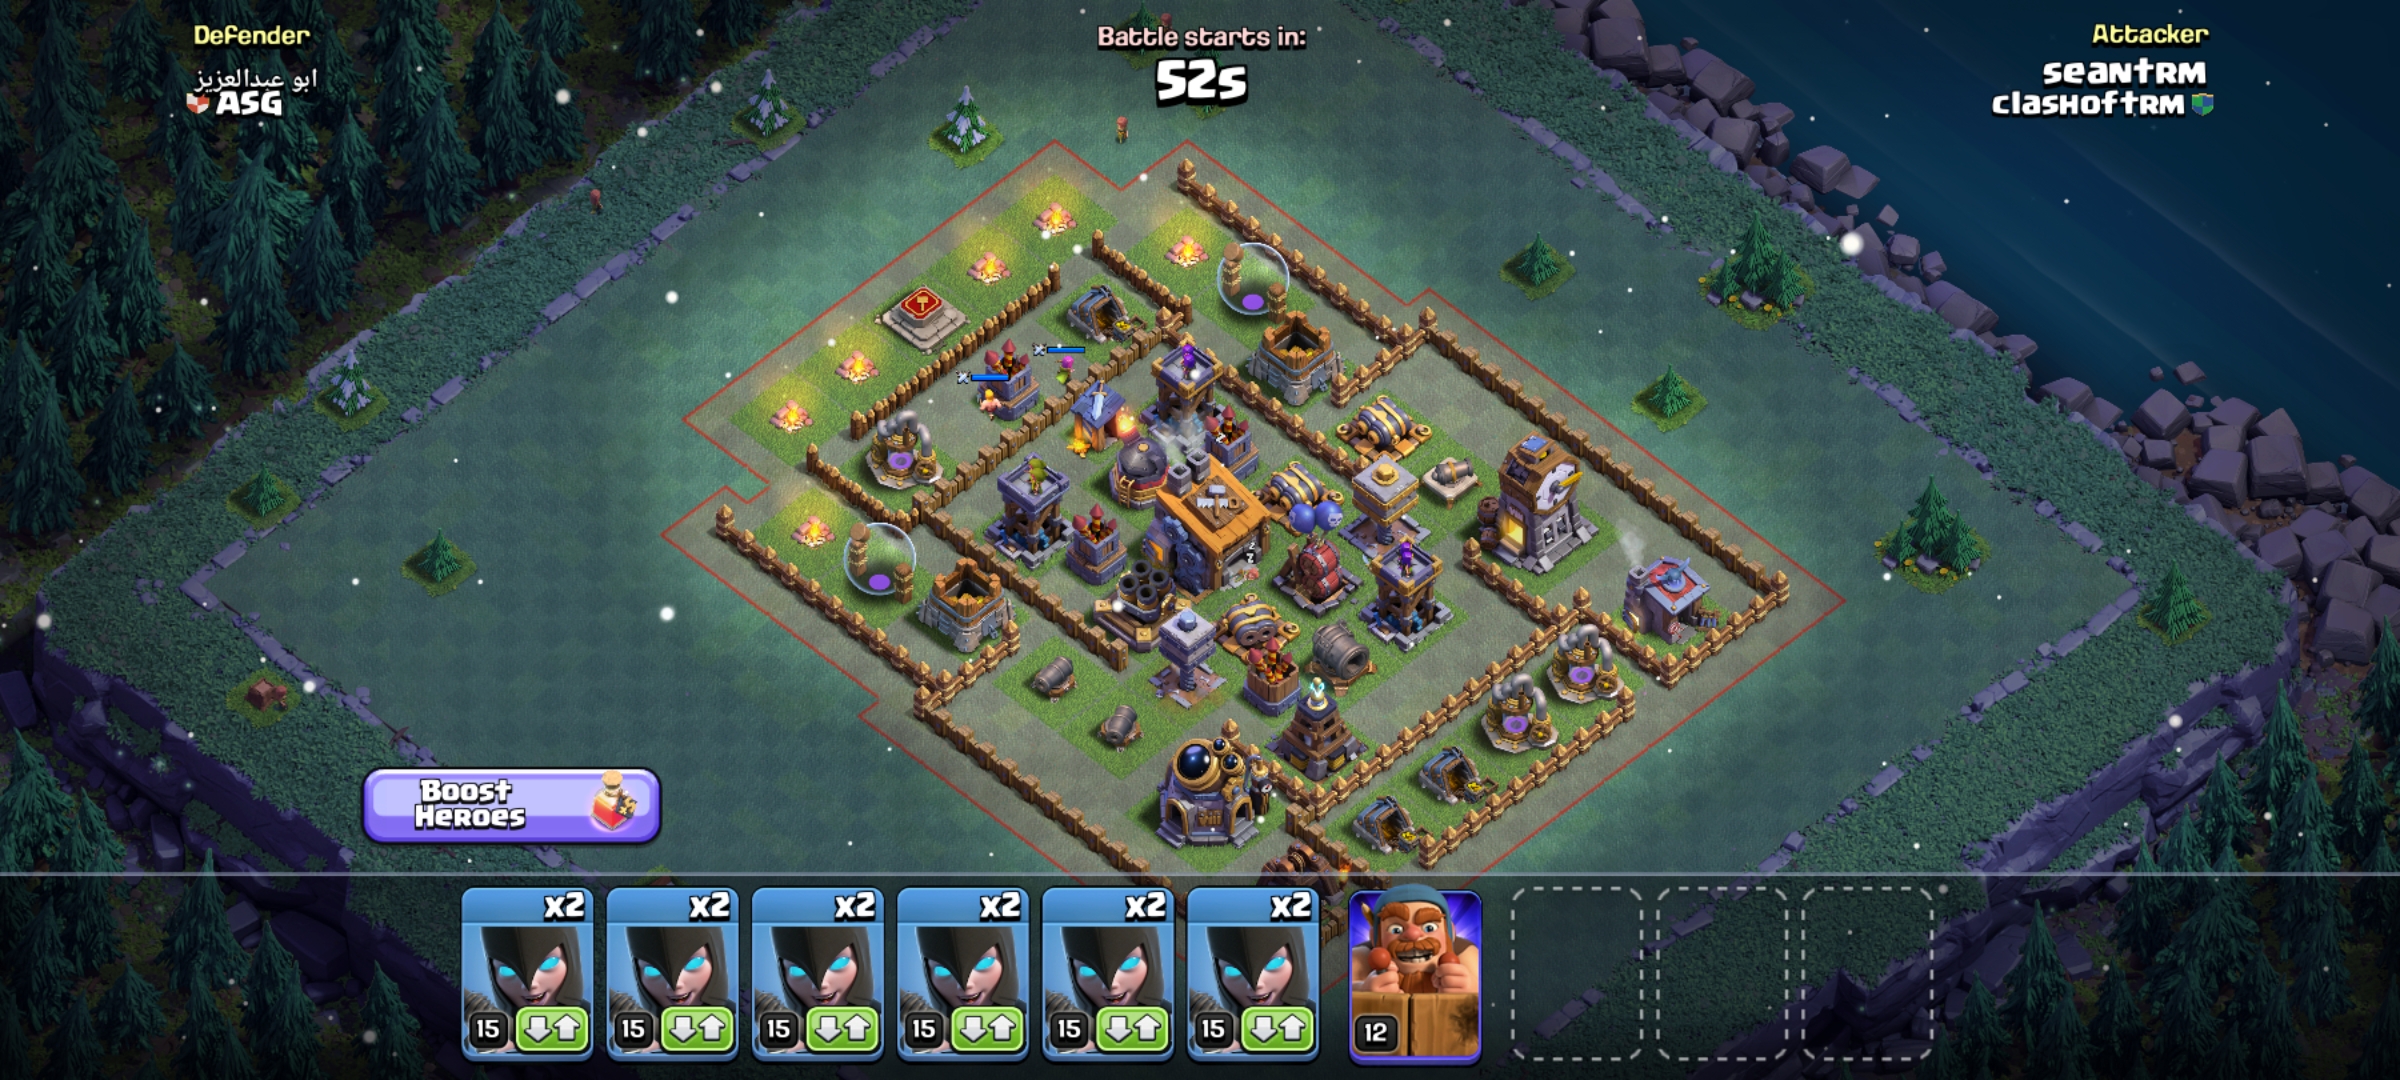 Defender
ابو عبدالعزيز
ASG
Battle starts in:
52s
Attacker
seantRM
clashoftRM
Boost
Heroes
x2
x2
x2
x2
x2
x2
15
15
15
15
15
15
12